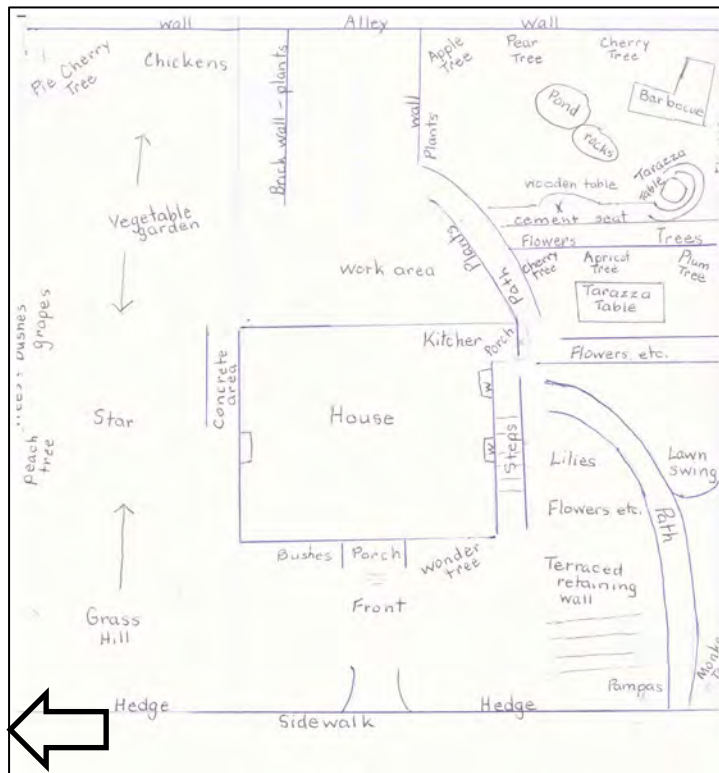 wall Alley wall
Pie Cherry Tree
Chickens
Brick wall - plants
Apple Tree
Pear Tree
Cherry Tree
wall
Plants
Pond
rocks
Barbocue
Tarazza Table
wooden table
x
cement seat
Flowers Trees
Vegetable garden
Work area
Plants
Path
Cherry Tree
Apricot Tree
Plum Tree
Tarazza Table
Flowers etc.
Bushes
grapes
peach tree
Star
Concrete area
Kitcher
Porch
House
W
W
Steps
Lilies
Flowers etc.
Lawn swing
Path
Terraced retaining wall
Bushes Porch
Wonder tree
Front
Grass Hill
Pampas
Hedge
Sidewalk
Hedge